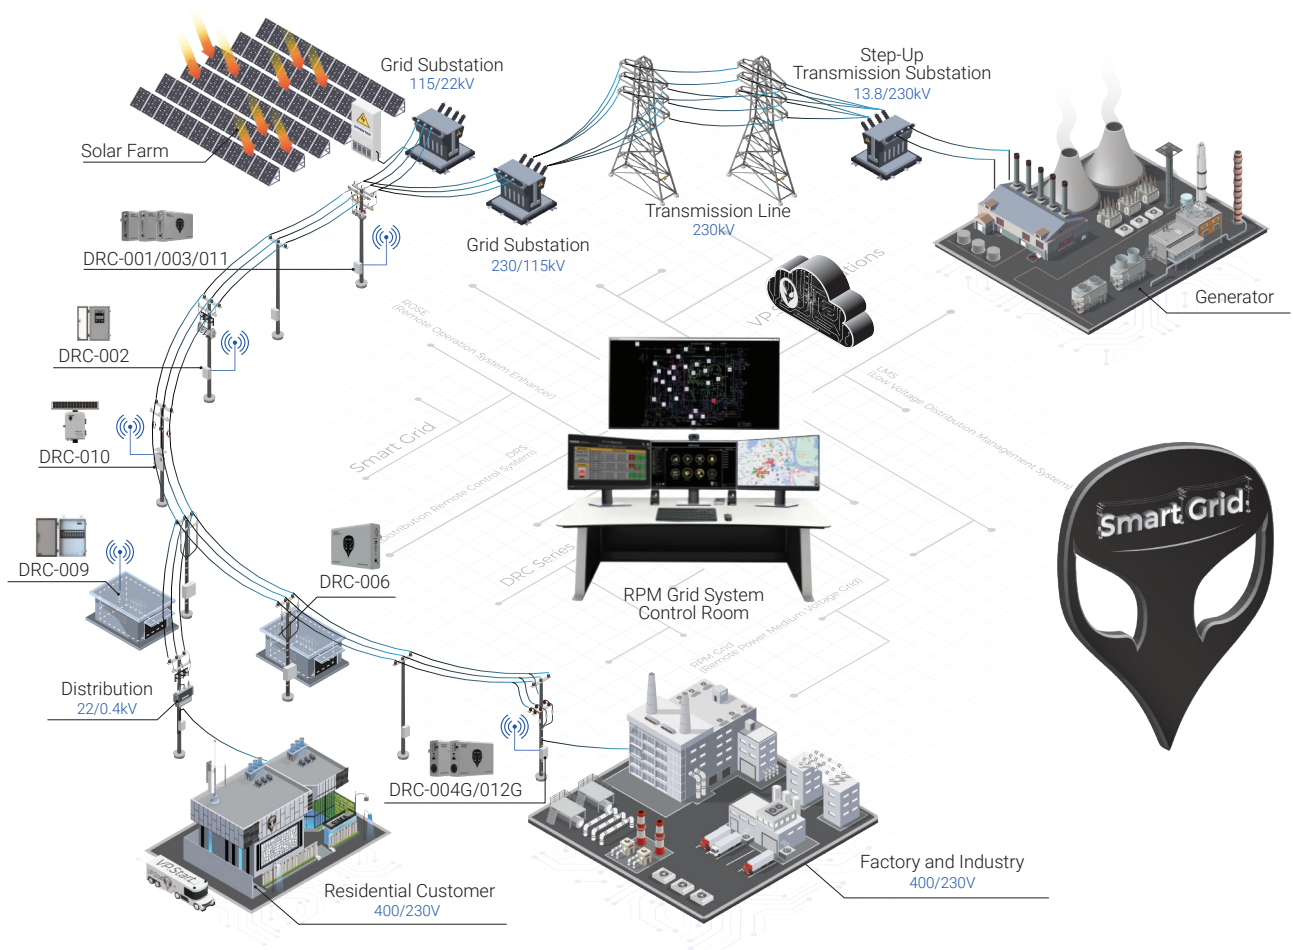 Grid Substation
115/22kV
Step-Up
Transmission Substation
13.8/230kV
Solar Farm
Transmission Line
230kV
DRC-001/003/011
Grid Substation
230/115kV
Generator
ROSE
(Remote Operation System Enhancer)
DRC-002
LMS
(Low Voltage Distribution Management System)
Smart Grid
DRC-010
DRS
Distribution Remote Control System)
Smart Grid
DRC-009
DRC-006
DRC Series
RPM Grid System
Control Room
RPM Grid
(Remote Power Medium Voltage Grid)
Distribution
22/0.4kV
DRC-004G/012G
VP.Start
Residential Customer
400/230V
Factory and Industry
400/230V